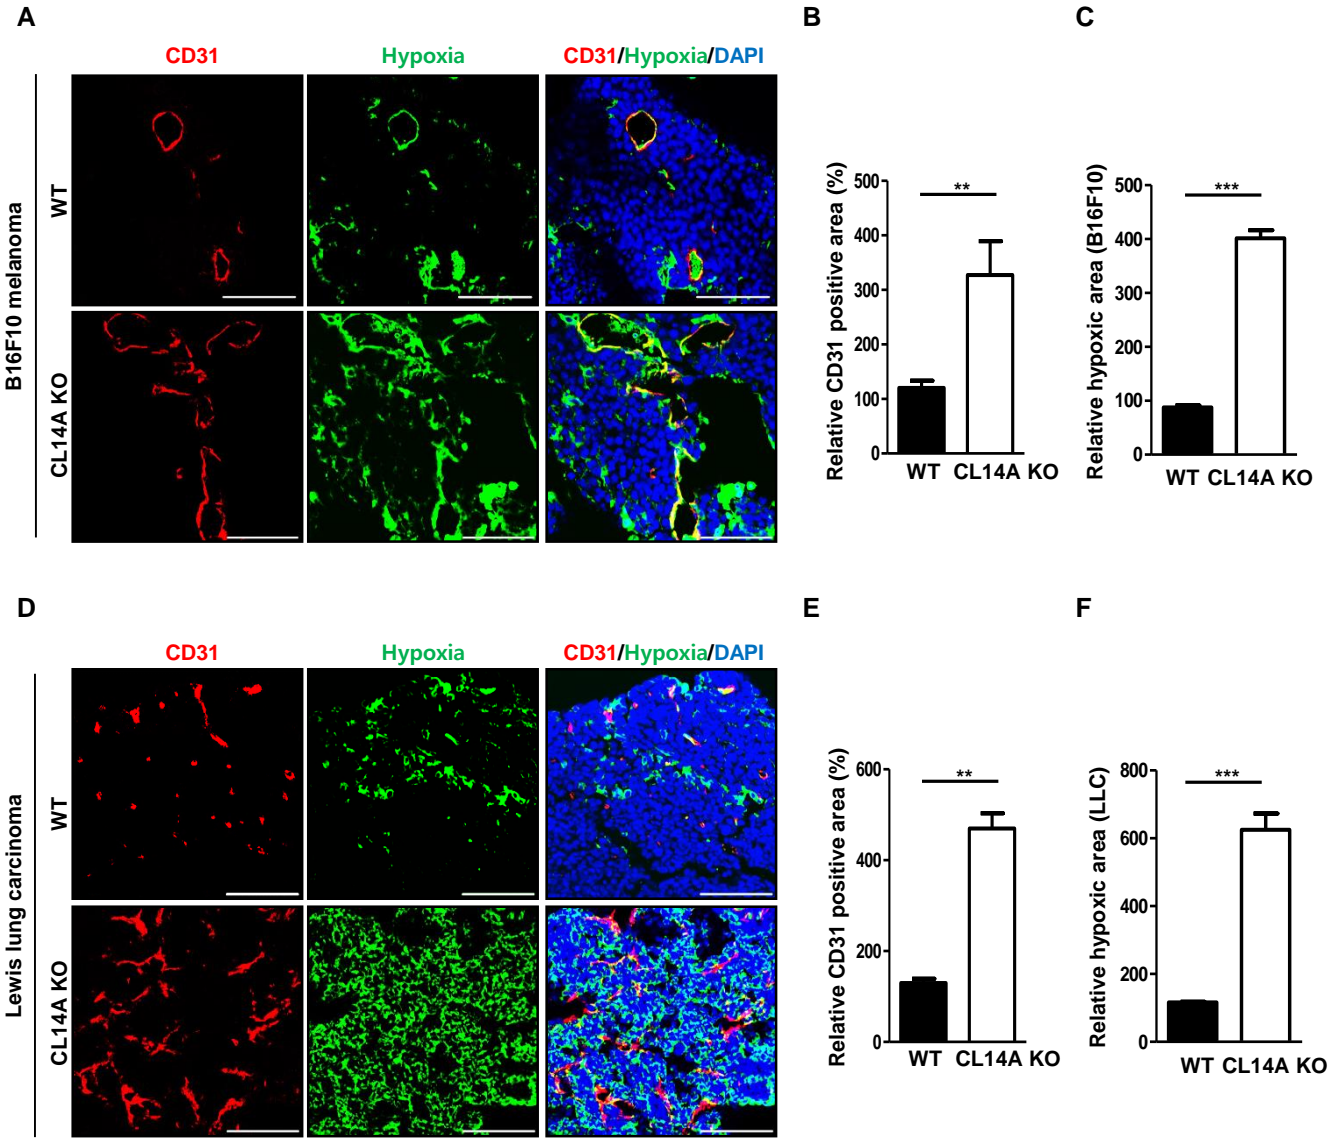 A
B
C
CD31
Hypoxia
CD31/Hypoxia/DAPI
B16F10 melanoma
WT
CL14A KO
Relative CD31 positive area (%)
500
400
300
200
100
0
**
WT CL14A KO
Relative hypoxic area (B16F10)
500
400
300
200
100
0
***
WT CL14A KO
D
E
F
CD31
Hypoxia
CD31/Hypoxia/DAPI
Lewis lung carcinoma
WT
CL14A KO
Relative CD31 positive area (%)
600
400
200
0
**
WT CL14A KO
Relative hypoxic area (LLC)
800
600
400
200
0
***
WT CL14A KO